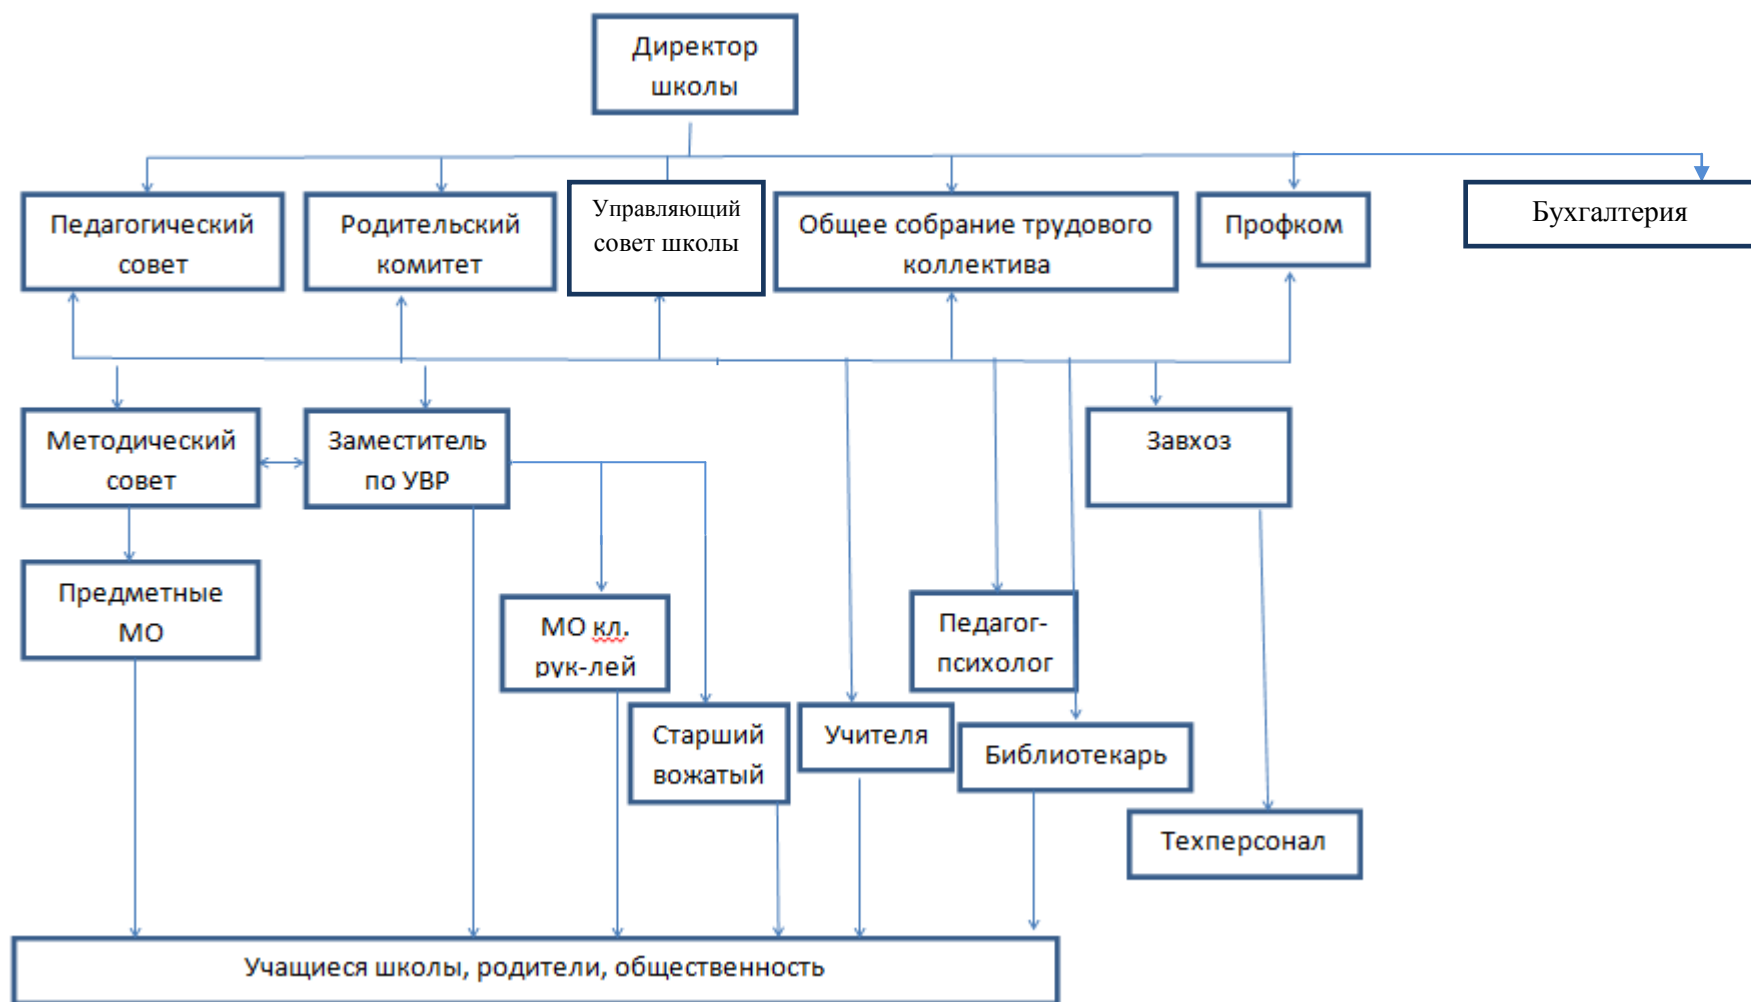 Директор
школы
Педагогический
совет
Родительский
комитет
Управляющий
совет школы
Общее собрание трудового
коллектива
Профком
Бухгалтерия
Методический
совет
Заместитель
по УВР
Завхоз
Предметные
МО
МО кл.
рук-лей
Педагог-
психолог
Старший
вожатый
Учителя
Библиотекарь
Техперсонал
Учащиеся школы, родители, общественность